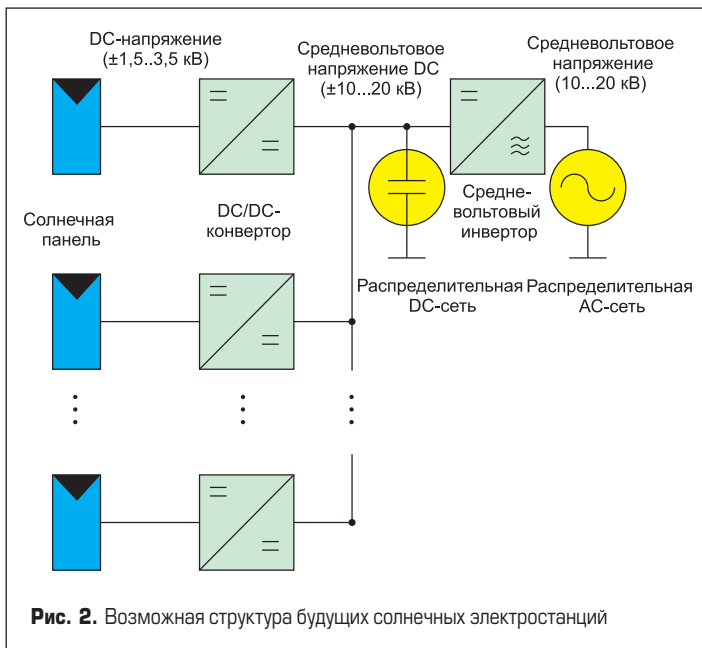 DC-напряжение
(±1,5..3,5 кВ)
Средневольтовое
напряжение DC
(±10...20 кВ)
Средневольтовое
напряжение
(10...20 кВ)
Солнечная
панель
DC/DC-
конвертор
Средне-
вольтовый
инвертор
Распределительная
DC-сеть
Распределительная
AC-сеть
Рис. 2. Возможная структура будущих солнечных электростанций